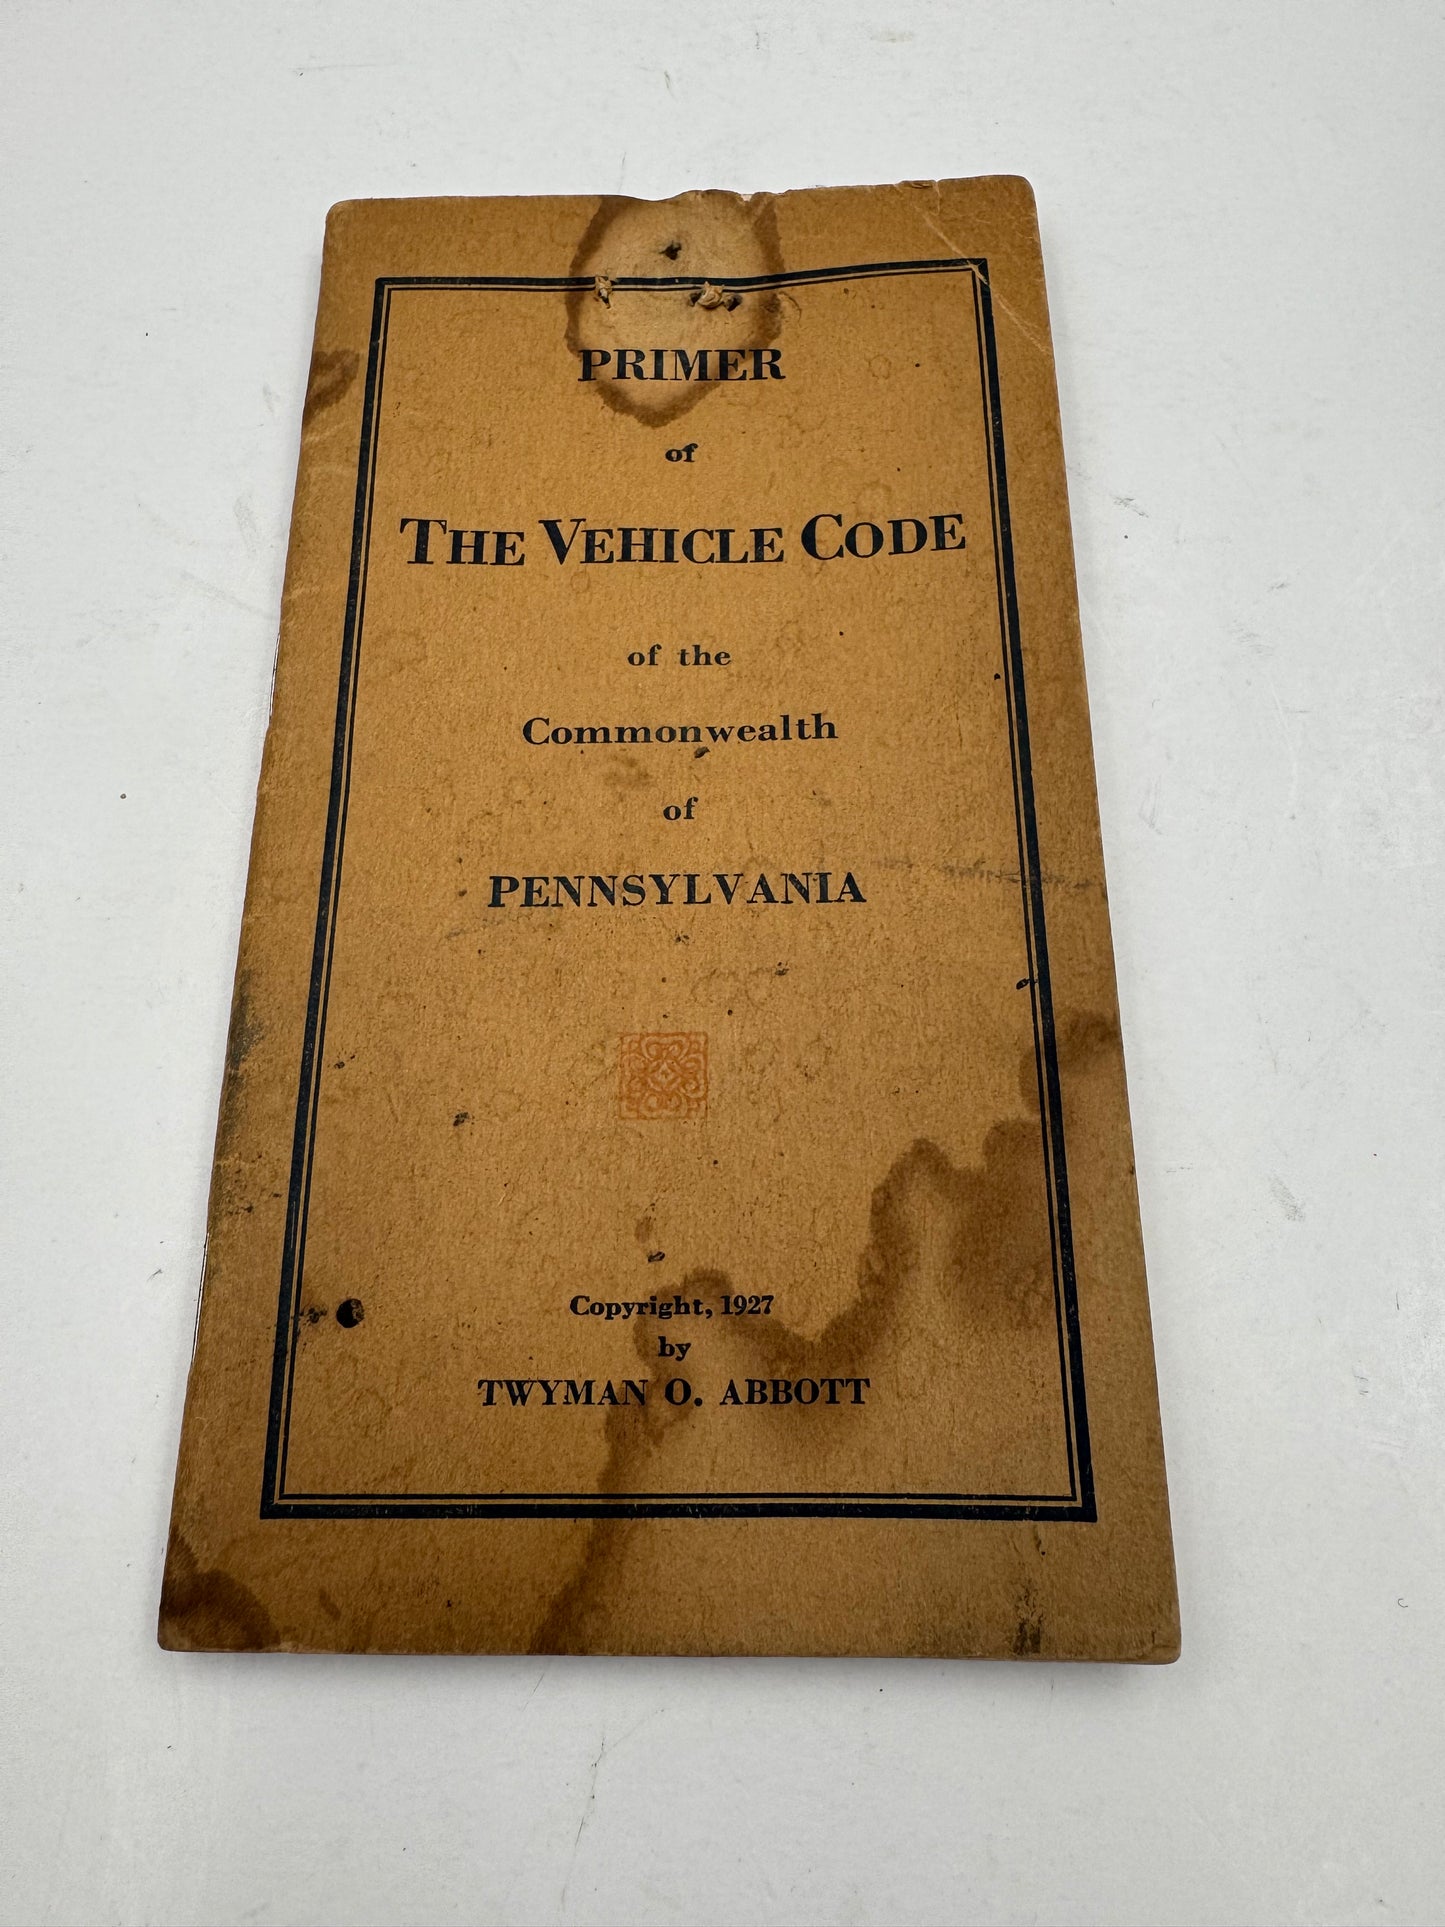 PRIMER
of
THE VEHICLE CODE
of the
Commonwealth
of
PENNSYLVANIA
Copyright, 1927
by
TWYMAN O. ABBOTT